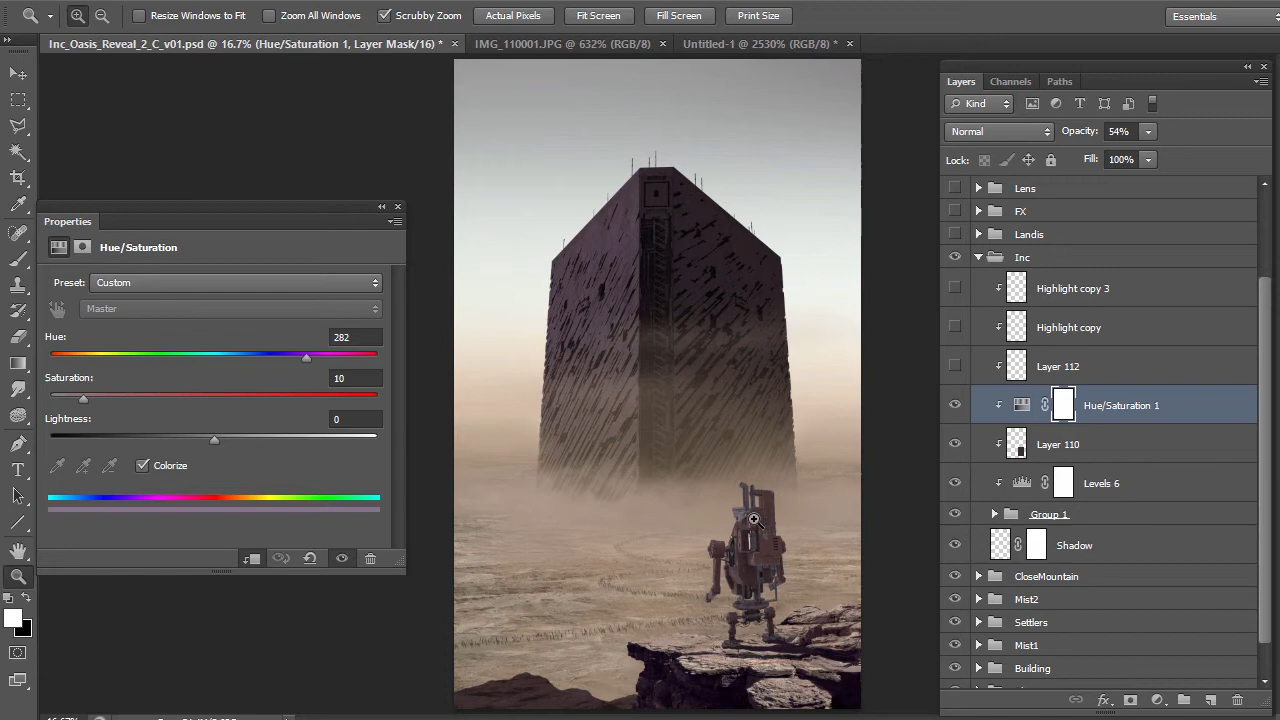 Resize Windows to Fit Zoom All Windows Scrubby Zoom Actual Pixels Fit Screen Fill Screen Print Size Essentials
Inc_Oasis_Reveal_2_C_v01.psd @ 16.7% (Hue/Saturation 1, Layer Mask/16) * × IMG_110001.JPG @ 632% (RGB/8) × Untitled-1 @ 2530% (RGB/8) * ×
Properties
Hue/Saturation
Preset: Custom
Master
Hue: 282
Saturation: 10
Lightness: 0
Colorize
Layers Channels Paths
Kind
Normal Opacity: 54%
Lock: Fill: 100%
Lens
FX
Landis
Inc
Highlight copy 3
Highlight copy
Layer 112
Hue/Saturation 1
Layer 110
Levels 6
Group 1
Shadow
CloseMountain
Mist2
Settlers
Mist1
Building